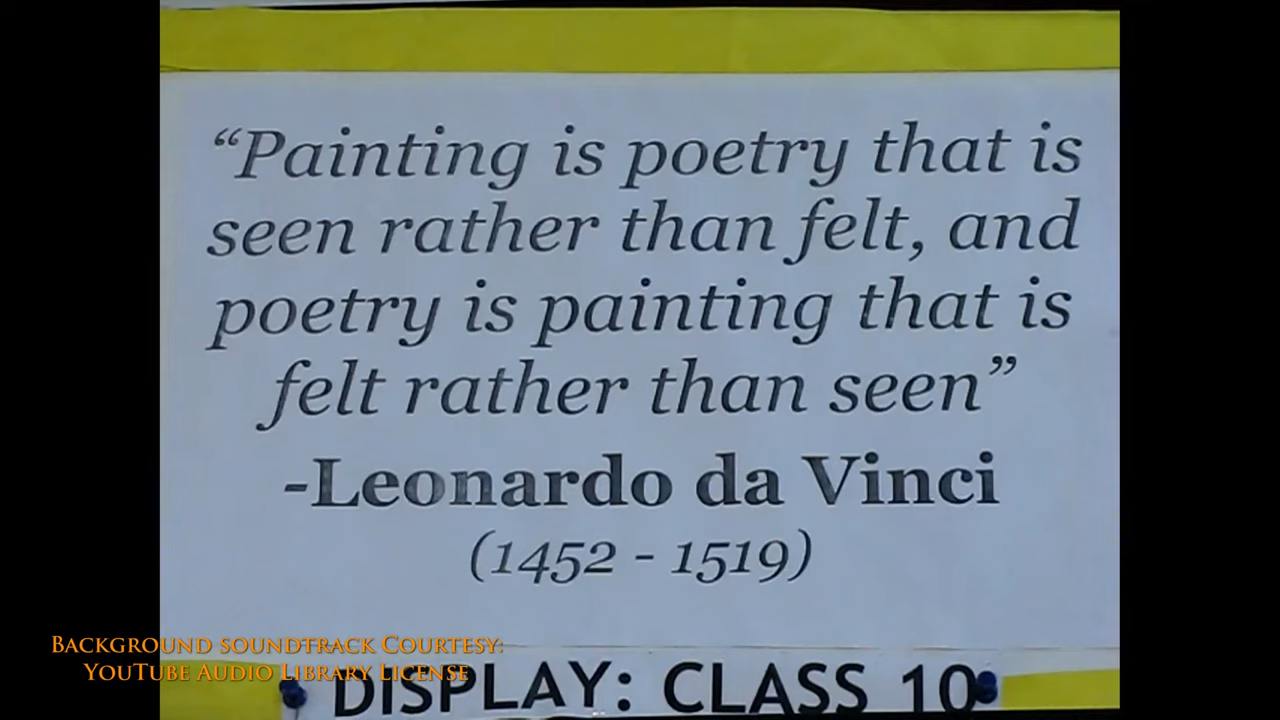 “Painting is poetry that is
seen rather than felt, and
poetry is painting that is
felt rather than seen”
-Leonardo da Vinci
(1452 - 1519)
Background soundtrack Courtesy:
YouTube Audio Library License
DISPLAY: CLASS 10